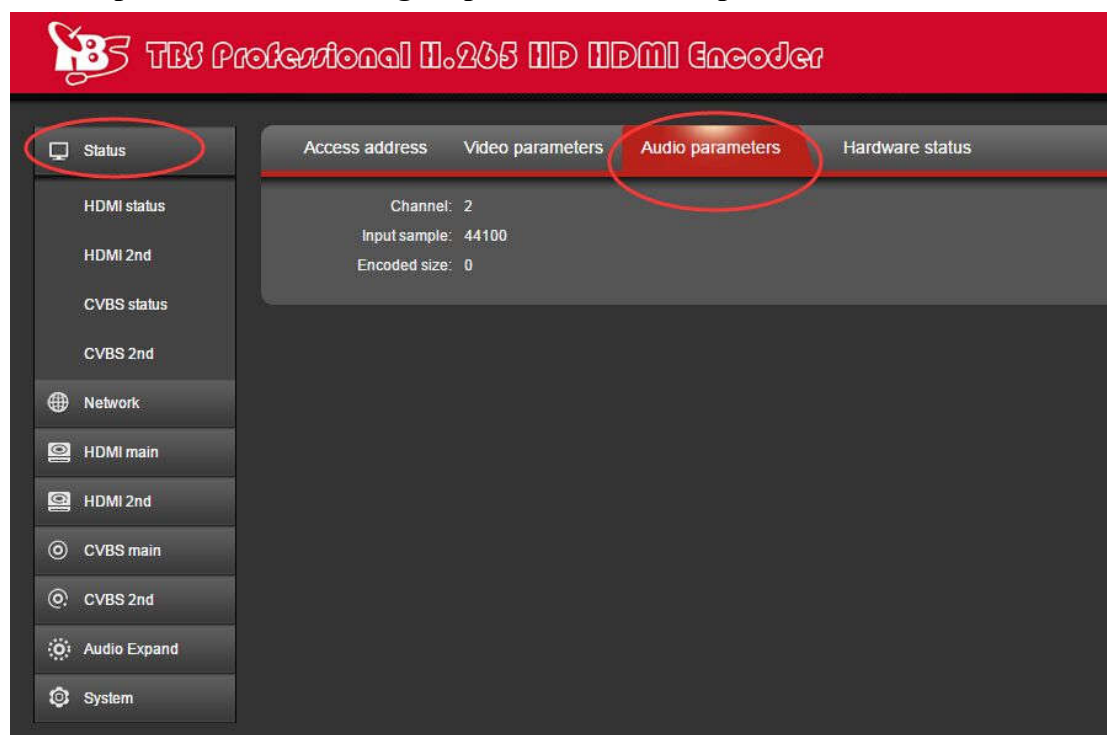 TBS TBS Professional H.265 HD HDMI Encoder
Status
Access address Video parameters Audio parameters Hardware status
HDMI status
HDMI 2nd
CVBS status
CVBS 2nd
Channel: 2
Input sample: 44100
Encoded size: 0
Network
HDMI main
HDMI 2nd
CVBS main
CVBS 2nd
Audio Expand
System